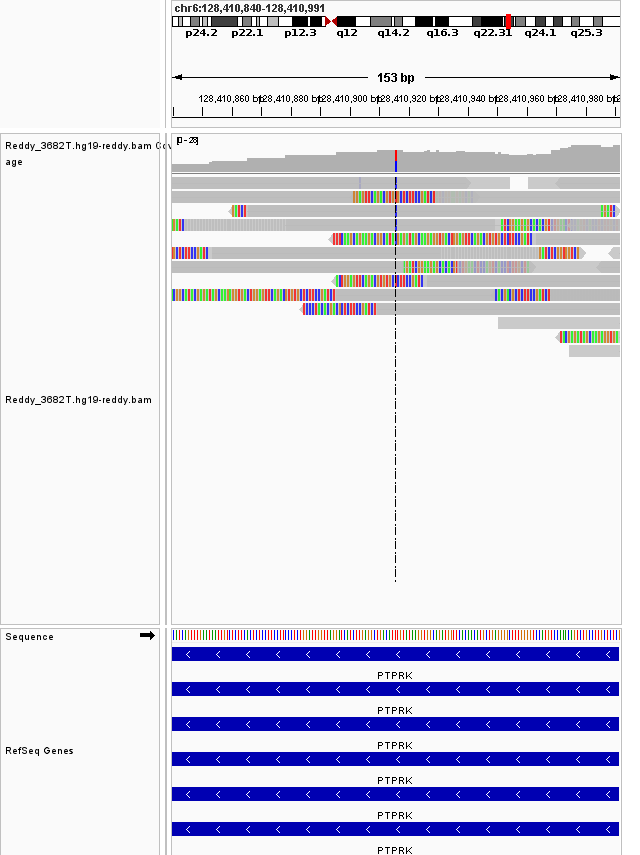 chr6:128,410,840-128,410,991
p24.2 p22.1 p12.3 q12 q14.2 q16.3 q22.31 q24.1 q25.3
153 bp
128,410,860 bp 128,410,880 bp 128,410,900 bp 128,410,920 bp 128,410,940 bp 128,410,960 bp 128,410,980 bp
[0 - 28]
Reddy_3682T.hg19-reddy.bam Cov
age
Reddy_3682T.hg19-reddy.bam
Sequence
PTPRK
PTPRK
PTPRK
RefSeq Genes
PTPRK
PTPRK
PTPRK